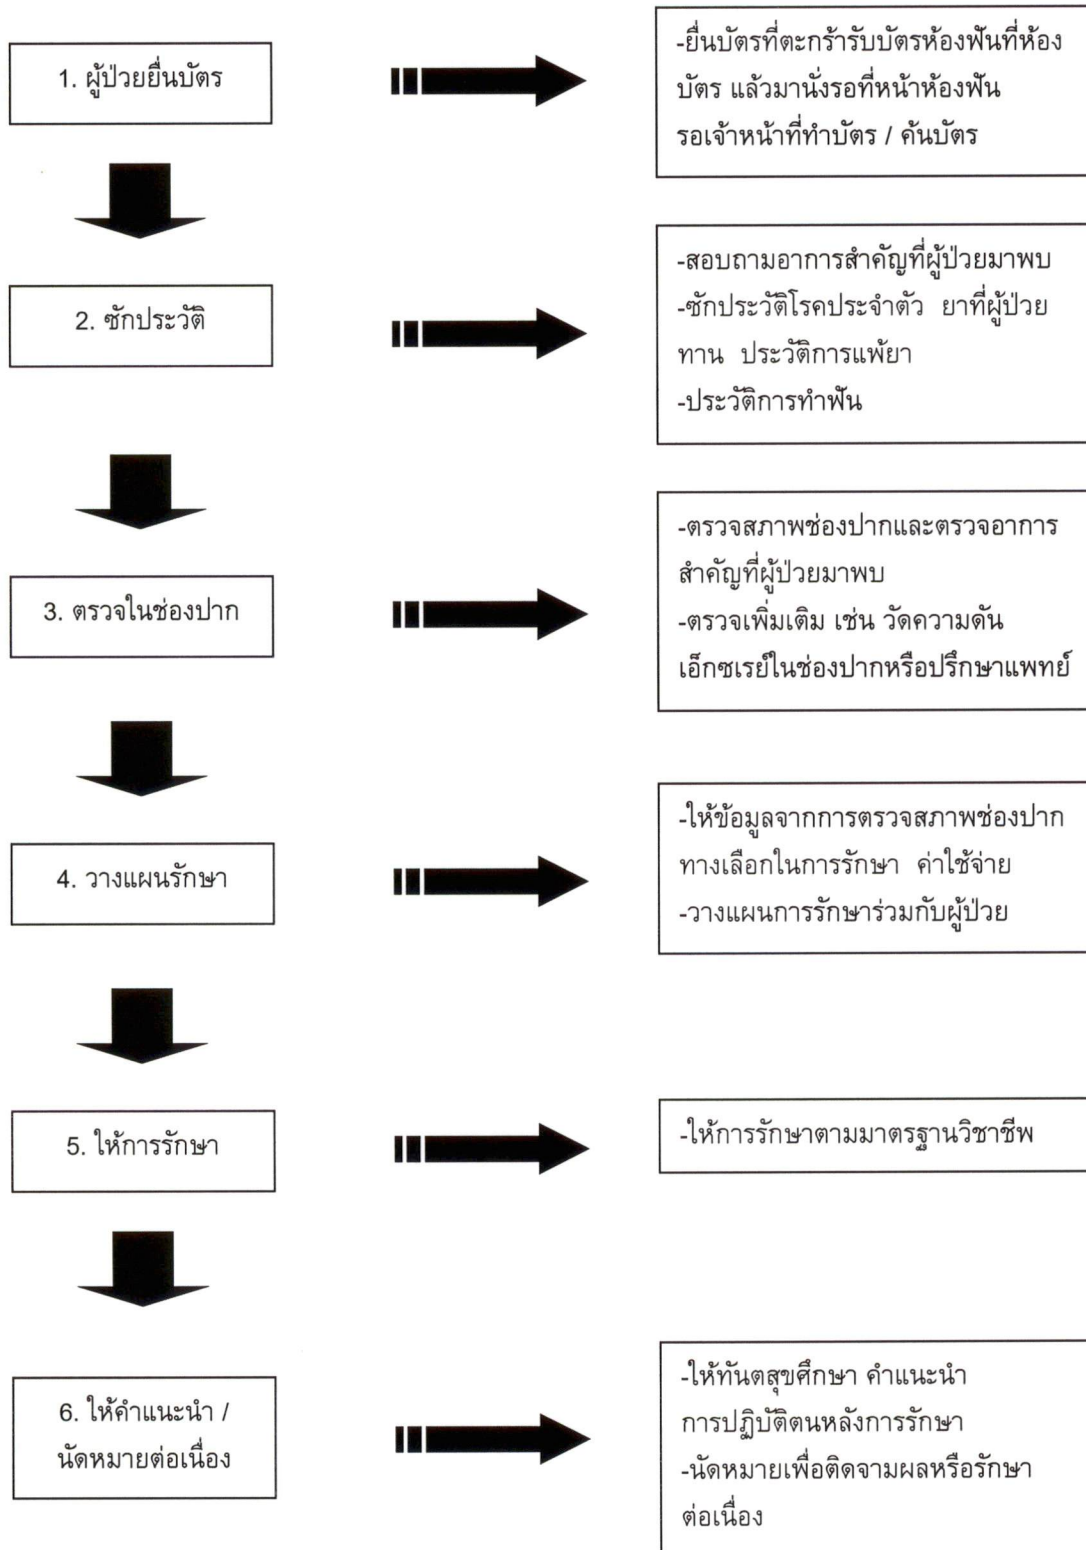 1. ผู้ป่วยยื่นบัตร
-ยื่นบัตรที่ตะกร้ารับบัตรห้องฟันที่ห้อง
บัตร แล้วมานั่งรอที่หน้าห้องฟัน
รอเจ้าหน้าที่ทำบัตร / ค้นบัตร
2. ซักประวัติ
-สอบถามอาการสำคัญที่ผู้ป่วยมาพบ
-ซักประวัติโรคประจำตัว ยาที่ผู้ป่วย
ทาน ประวัติการแพ้ยา
-ประวัติการทำฟัน
3. ตรวจในช่องปาก
-ตรวจสภาพช่องปากและตรวจอาการ
สำคัญที่ผู้ป่วยมาพบ
-ตรวจเพิ่มเติม เช่น วัดความดัน
เอ็กซเรย์ในช่องปากหรือปรึกษาแพทย์
4. วางแผนรักษา
-ให้ข้อมูลจากการตรวจสภาพช่องปาก
ทางเลือกในการรักษา ค่าใช้จ่าย
-วางแผนการรักษาร่วมกับผู้ป่วย
5. ให้การรักษา
-ให้การรักษาตามมาตรฐานวิชาชีพ
6. ให้คำแนะนำ /
นัดหมายต่อเนื่อง
-ให้ทันตสุขศึกษา คำแนะนำ
การปฏิบัติตนหลังการรักษา
-นัดหมายเพื่อติดจามผลหรือรักษา
ต่อเนื่อง